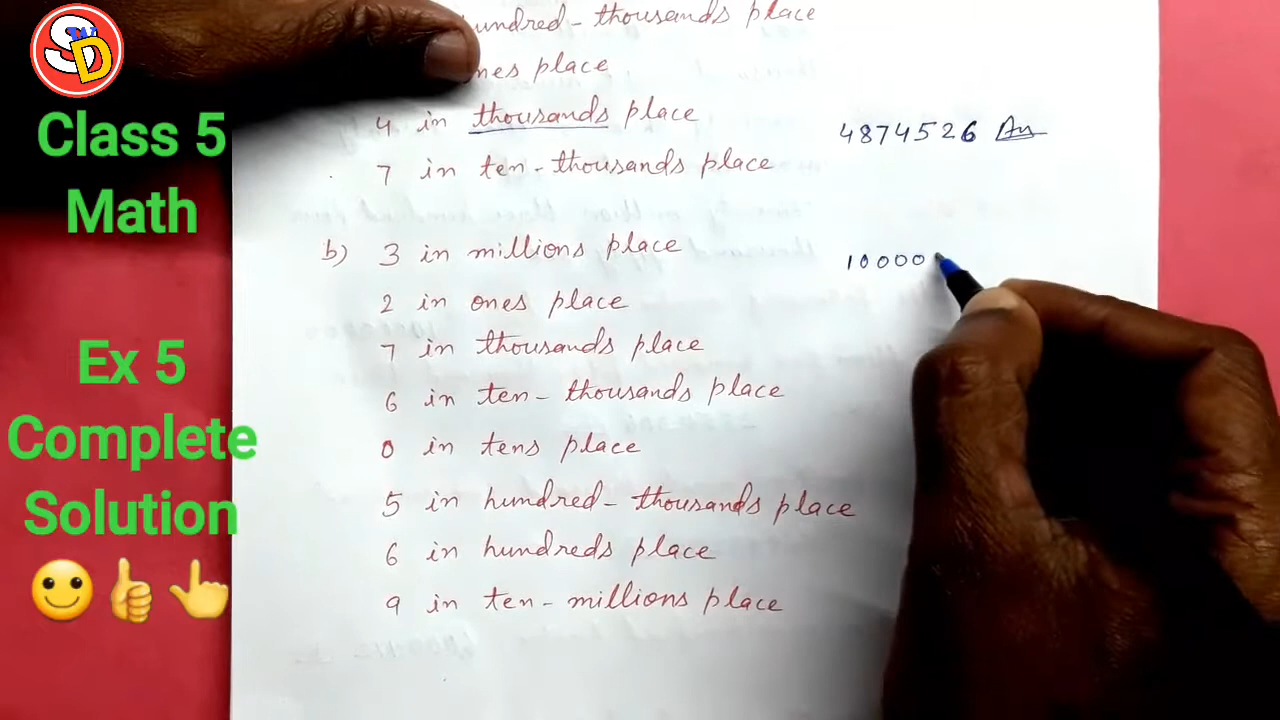 SWD
Class 5
Math
Ex 5
Complete
Solution
undred-thousands place
nes place
4 in thousands place
7 in ten-thousands place
4874526 Ans
b) 3 in millions place
10000
2 in ones place
7 in thousands place
6 in ten-thousands place
0 in tens place
5 in hundred-thousands place
6 in hundreds place
9 in ten-millions place